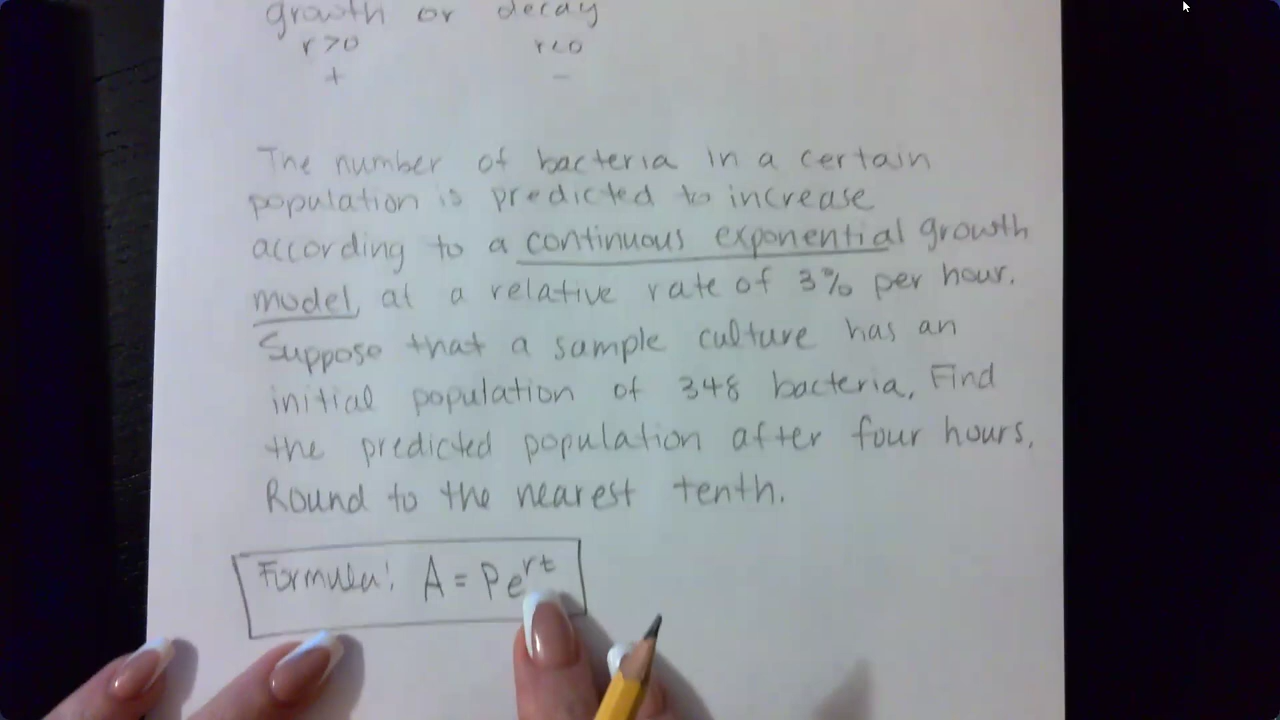 growth or decay
r>0 r<0
+ -
The number of bacteria in a certain
population is predicted to increase
according to a continuous exponential growth
model, at a relative rate of 3% per hour.
Suppose that a sample culture has an
initial population of 348 bacteria. Find
the predicted population after four hours.
Round to the nearest tenth.
Formula: A = Pe^rt